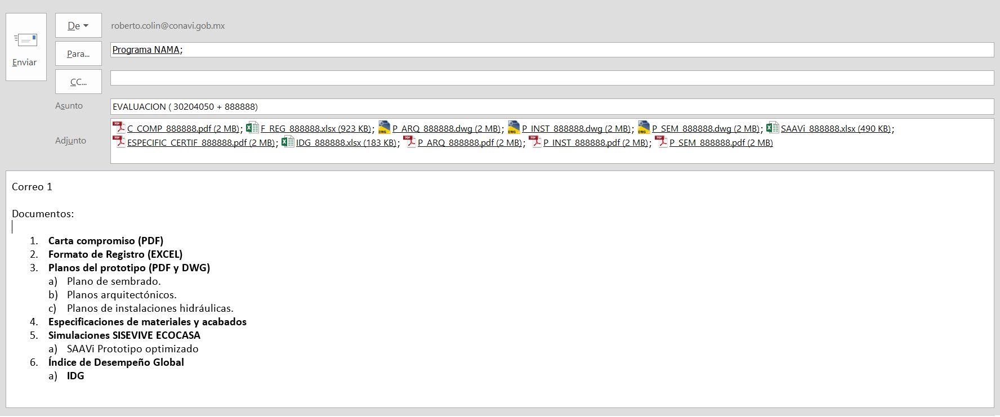 Enviar
De
roberto.colin@conavi.gob.mx
Para...
Programa NAMA;
CC...
Asunto
EVALUACION ( 30204050 + 888888)
Adjunto
C_COMP_888888.pdf (2 MB); F_REG_888888.xlsx (923 KB); P_ARQ_888888.dwg (2 MB); P_INST_888888.dwg (2 MB); P_SEM_888888.dwg (2 MB); SAAVi_888888.xlsx (490 KB);
ESPECIFIC_CERTIF_888888.pdf (2 MB); IDG_888888.xlsx (183 KB); P_ARQ_888888.pdf (2 MB); P_INST_888888.pdf (2 MB); P_SEM_888888.pdf (2 MB)
Correo 1
Documentos:
1. Carta compromiso (PDF)
2. Formato de Registro (EXCEL)
3. Planos del prototipo (PDF y DWG)
a) Plano de sembrado.
b) Planos arquitectónicos.
c) Planos de instalaciones hidráulicas.
4. Especificaciones de materiales y acabados
5. Simulaciones SISEVIVE ECOCASA
a) SAAVi Prototipo optimizado
6. Índice de Desempeño Global
a) IDG